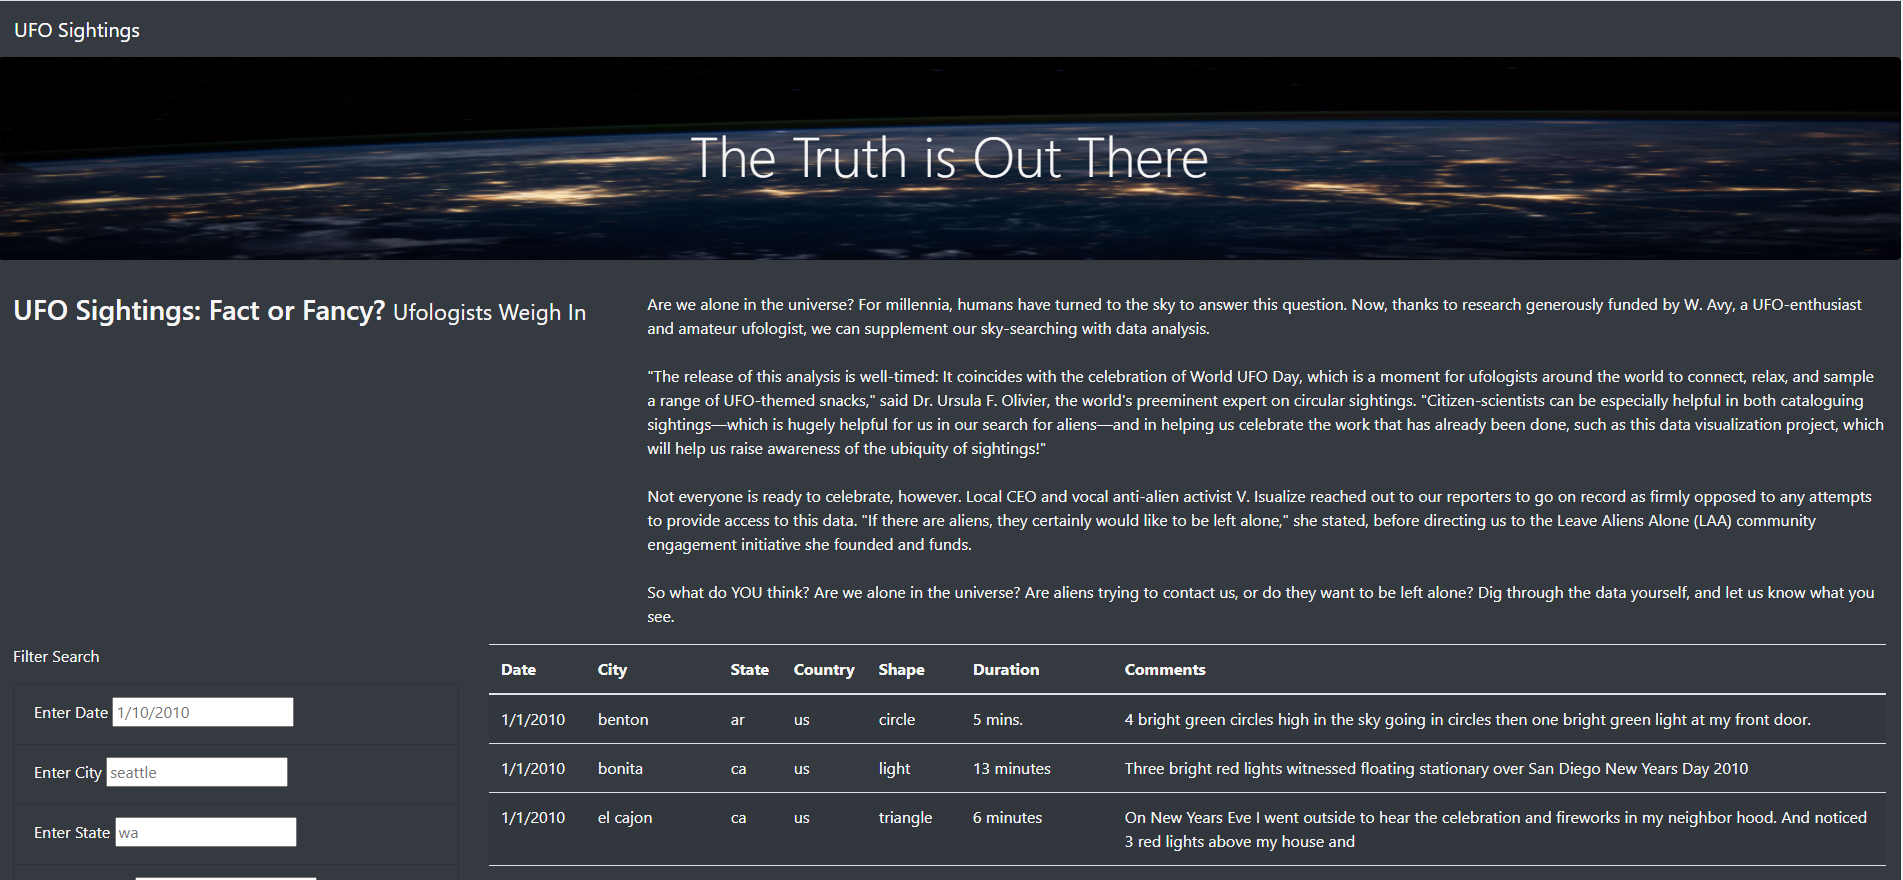 UFO Sightings
The Truth is Out There
UFO Sightings: Fact or Fancy? Ufologists Weigh In
Are we alone in the universe? For millennia, humans have turned to the sky to answer this question. Now, thanks to research generously funded by W. Avy, a UFO-enthusiast
and amateur ufologist, we can supplement our sky-searching with data analysis.
"The release of this analysis is well-timed: It coincides with the celebration of World UFO Day, which is a moment for ufologists around the world to connect, relax, and sample
a range of UFO-themed snacks," said Dr. Ursula F. Olivier, the world's preeminent expert on circular sightings. "Citizen-scientists can be especially helpful in both cataloguing
sightings—which is hugely helpful for us in our search for aliens—and in helping us celebrate the work that has already been done, such as this data visualization project, which
will help us raise awareness of the ubiquity of sightings!"
Not everyone is ready to celebrate, however. Local CEO and vocal anti-alien activist V. Isualize reached out to our reporters to go on record as firmly opposed to any attempts
to provide access to this data. "If there are aliens, they certainly would like to be left alone," she stated, before directing us to the Leave Aliens Alone (LAA) community
engagement initiative she founded and funds.
So what do YOU think? Are we alone in the universe? Are aliens trying to contact us, or do they want to be left alone? Dig through the data yourself, and let us know what you
see.
Filter Search
Enter Date 1/10/2010
Enter City seattle
Enter State wa
Date City State Country Shape Duration Comments
1/1/2010 benton ar us circle 5 mins. 4 bright green circles high in the sky going in circles then one bright green light at my front door.
1/1/2010 bonita ca us light 13 minutes Three bright red lights witnessed floating stationary over San Diego New Years Day 2010
1/1/2010 el cajon ca us triangle 6 minutes On New Years Eve I went outside to hear the celebration and fireworks in my neighbor hood. And noticed
3 red lights above my house and